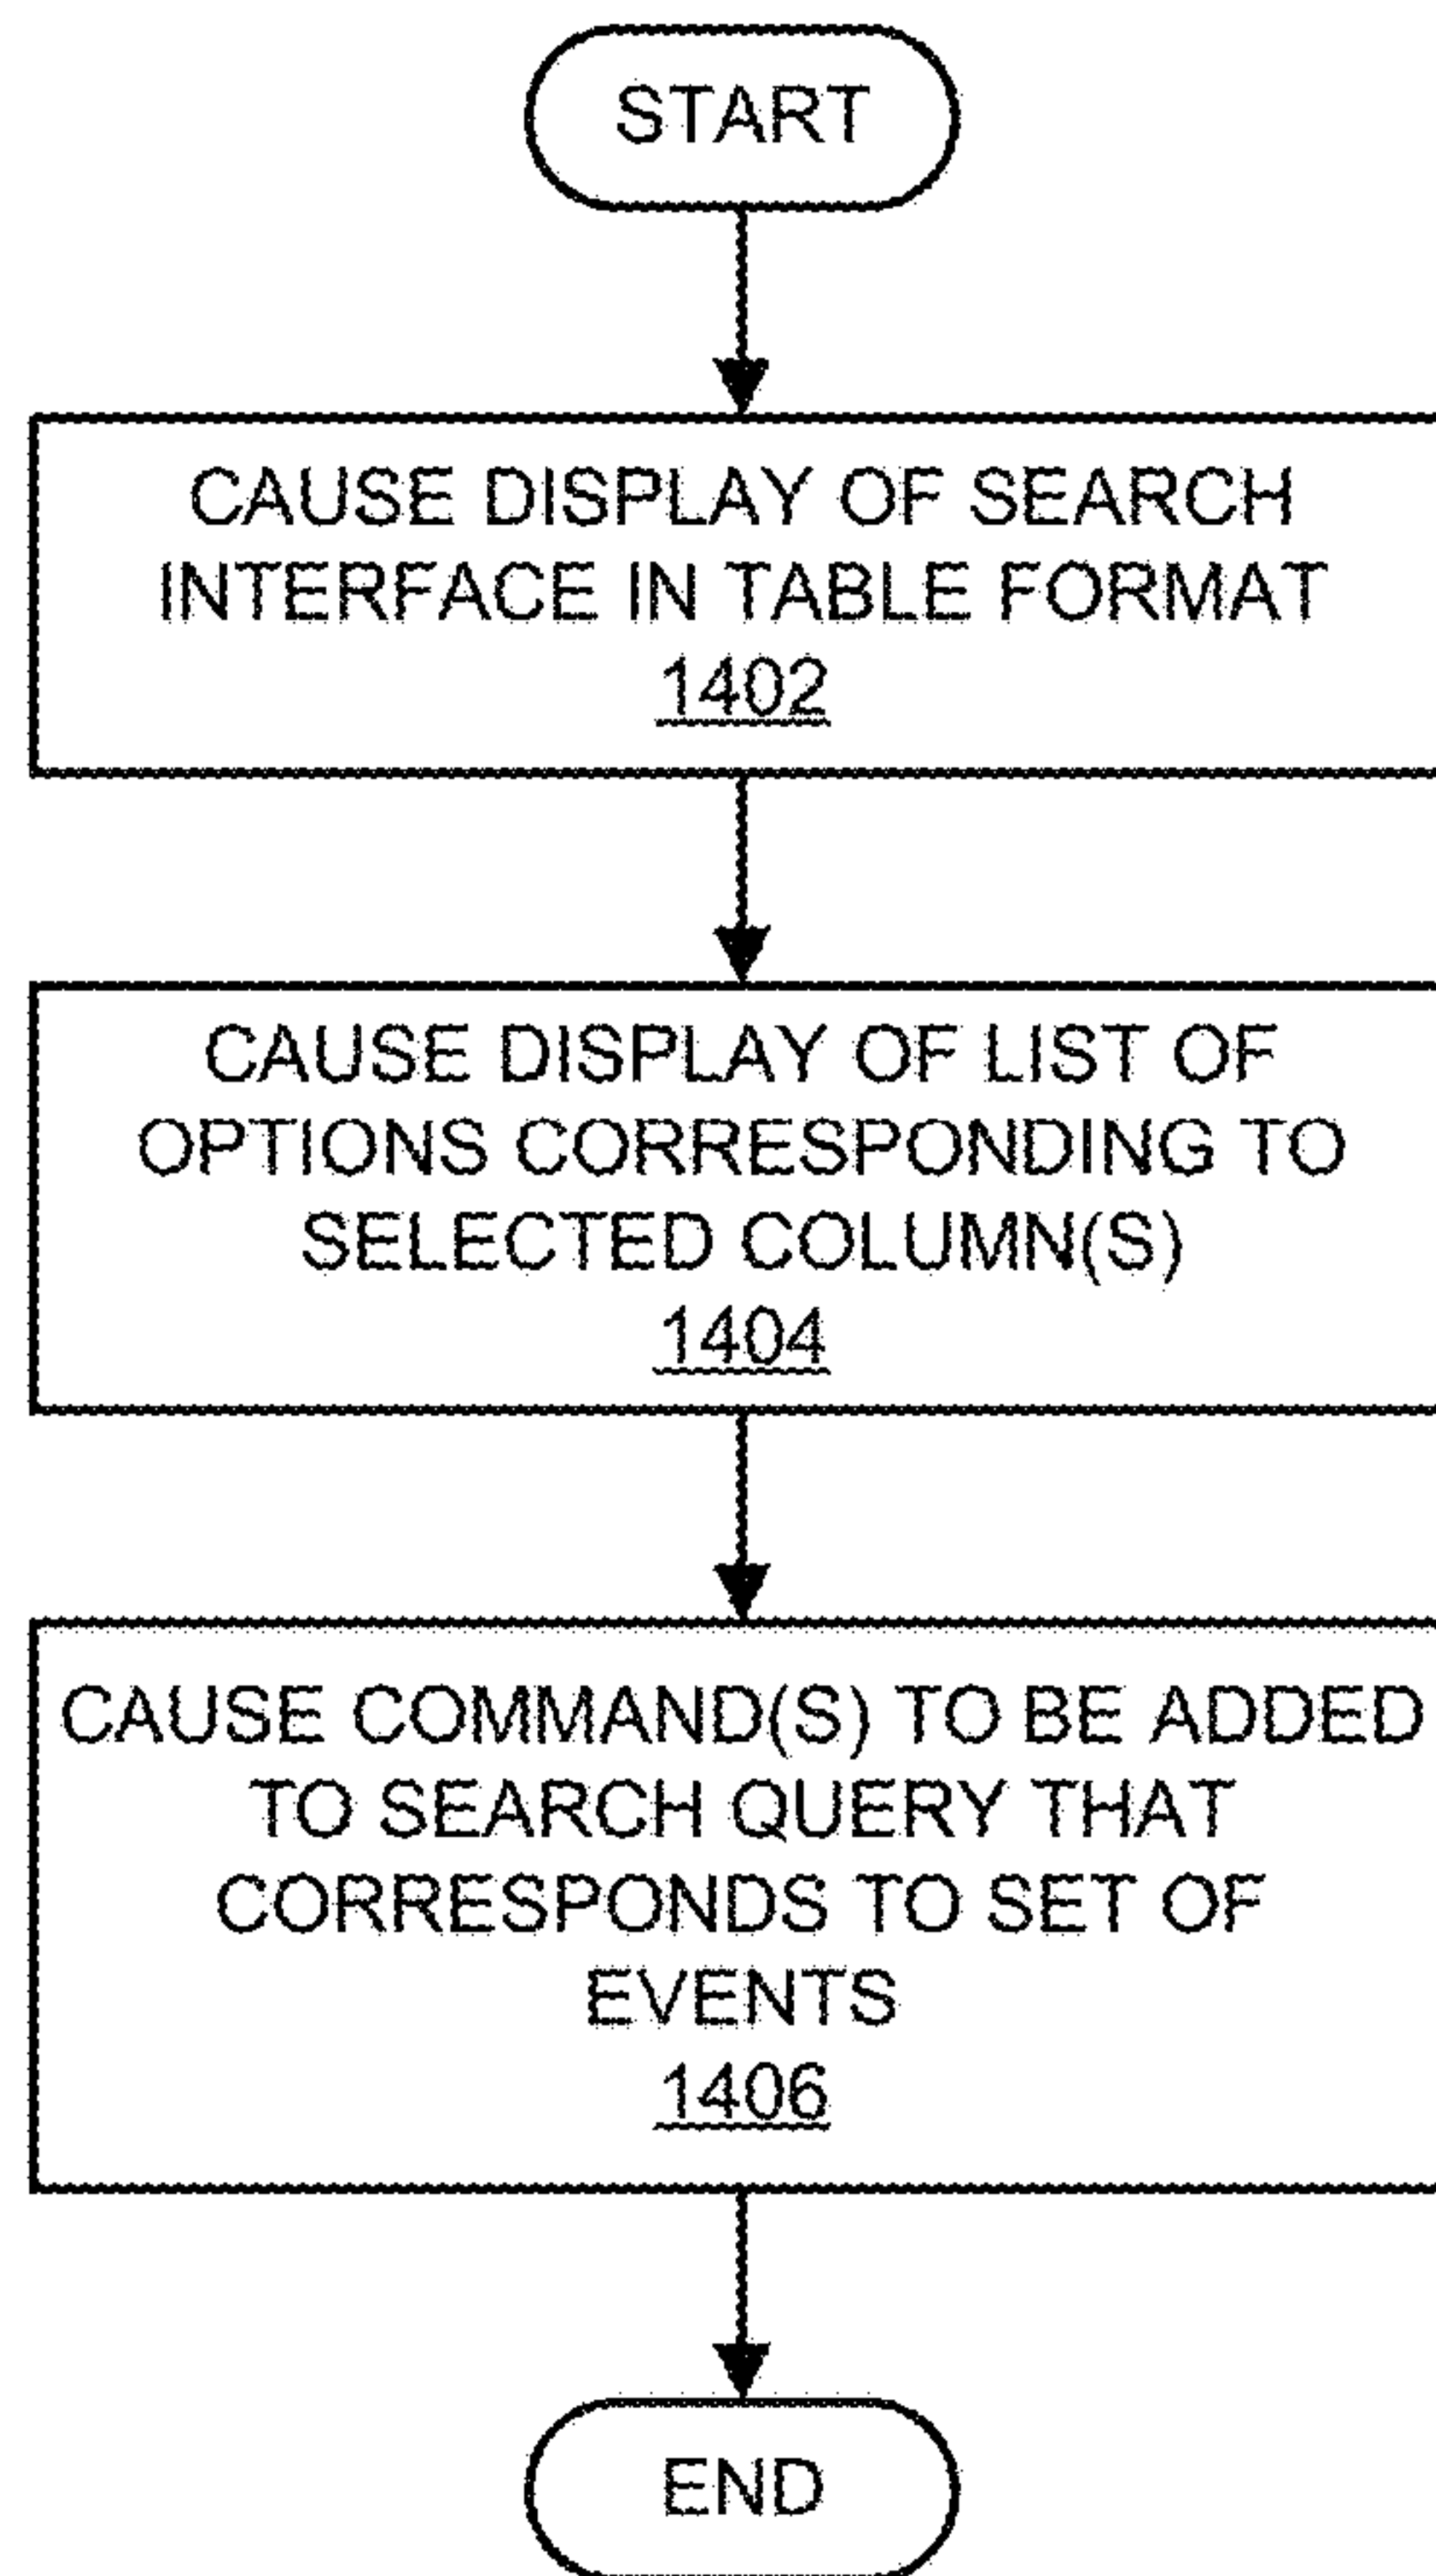 START
CAUSE DISPLAY OF SEARCH
INTERFACE IN TABLE FORMAT
1402
CAUSE DISPLAY OF LIST OF
OPTIONS CORRESPONDING TO
SELECTED COLUMN(S)
1404
CAUSE COMMAND(S) TO BE ADDED
TO SEARCH QUERY THAT
CORRESPONDS TO SET OF
EVENTS
1406
END